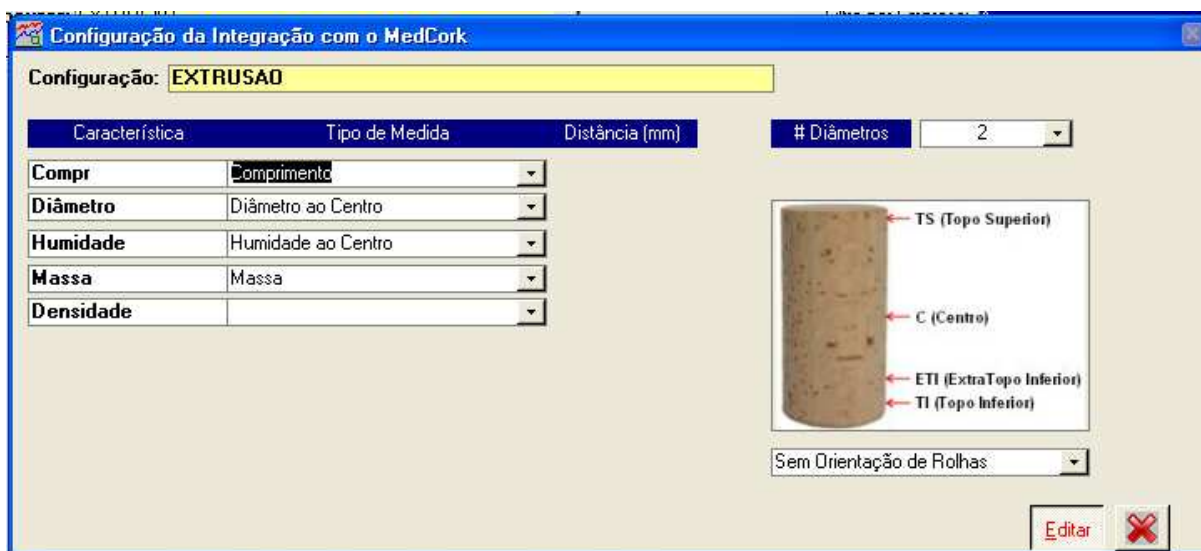 Configuração da Integração com o MedCork
Configuração: EXTRUSAO
Característica Tipo de Medida Distância (mm) # Diâmetros 2
Compr Comprimento
Diâmetro Diâmetro ao Centro
Humidade Humidade ao Centro
Massa Massa
Densidade
TS (Topo Superior)
C (Centro)
ETI (ExtraTopo Inferior)
TI (Topo Inferior)
Sem Orientação de Rolhas
Editar